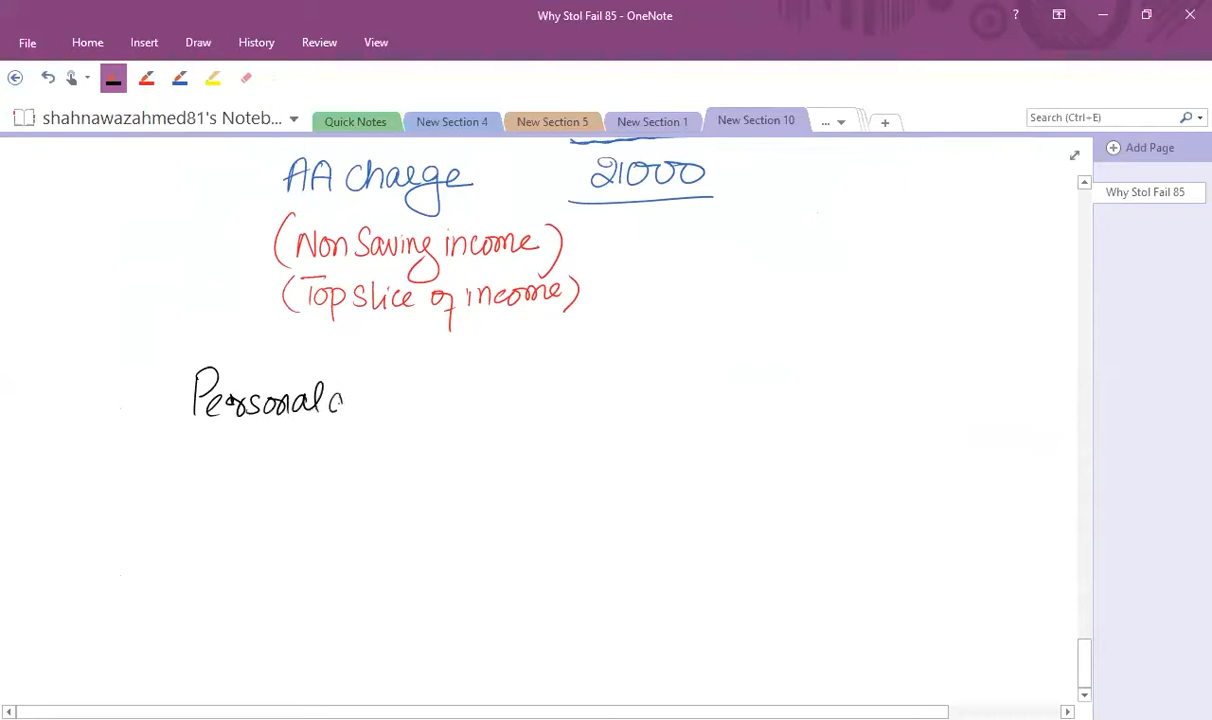 Why Stol Fail 85 - OneNote
?
File Home Insert Draw History Review View
shahnawazahmed81's Noteb... Quick Notes New Section 4 New Section 5 New Section 1 New Section 10 ... Search (Ctrl+E)
Add Page
Why Stol Fail 85
AA charge 21000
(Non Saving income)
(Top slice of income)
Personal a